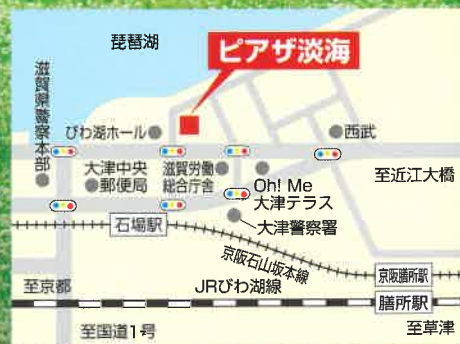 琵琶湖
ピアザ淡海
滋賀県警察本部
びわ湖ホール
西武
大津中央
郵便局
滋賀労働
総合庁舎
至近江大橋
Oh! Me
大津テラス
大津警察署
石場駅
京阪石山坂本線
京阪膳所駅
至京都
JRびわ湖線
膳所駅
至国道1号
至草津